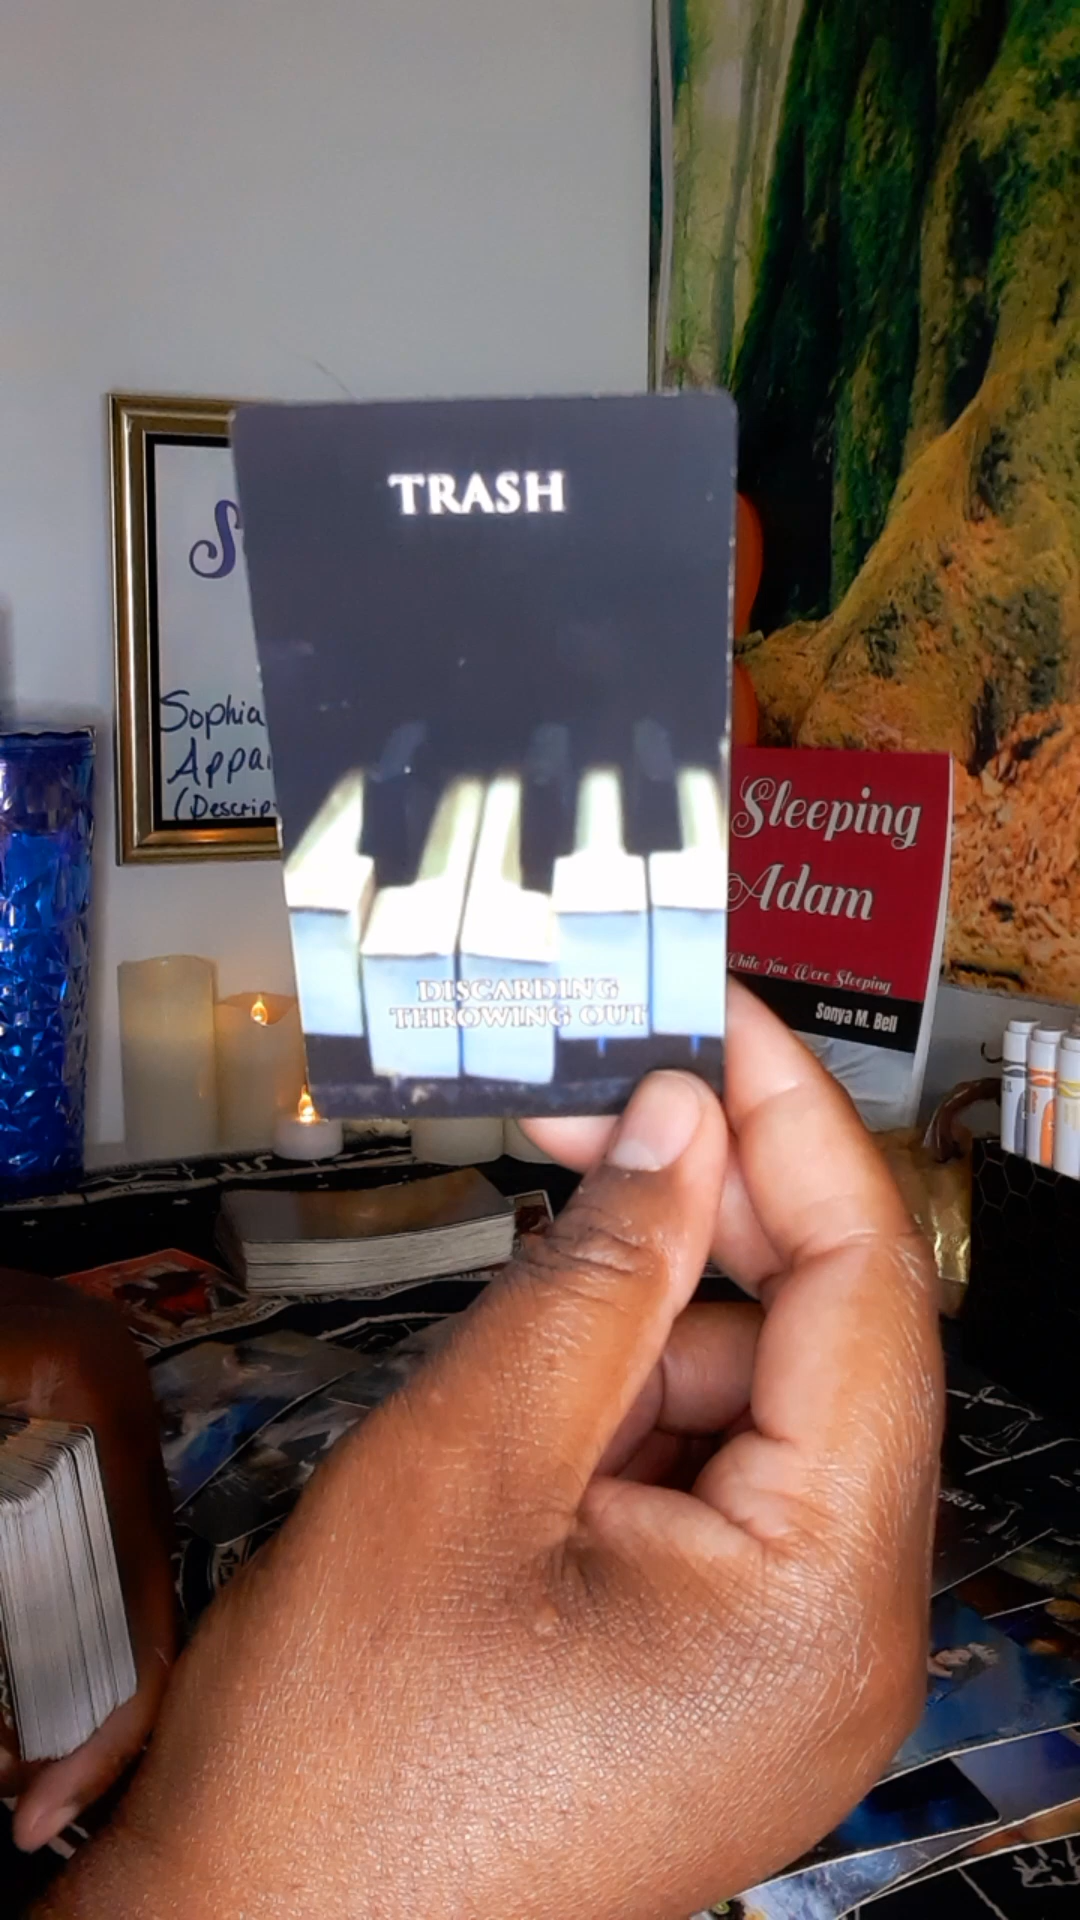 TRASH
DISCARDING
THROWING OUT
S
Sophia
Appa
(Descrip
Sleeping
Adam
While You Were Sleeping
Sonya M. Bell